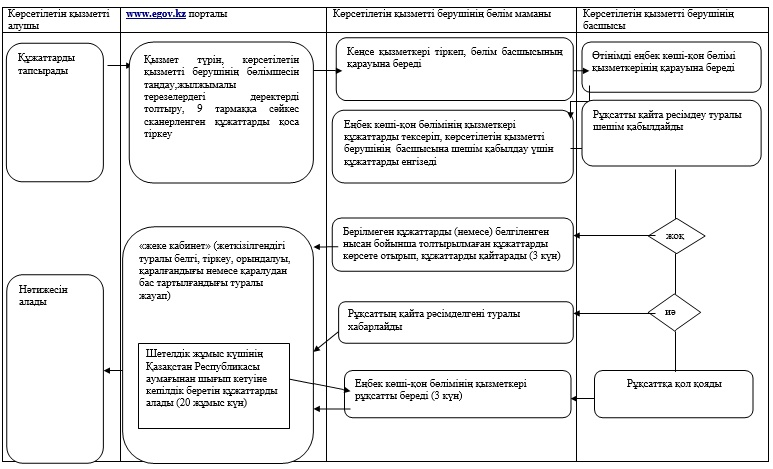 Көрсетілетін қызметті
алушы
www.egov.kz порталы
Көрсетілетін қызметті берушінің бөлім маманы
Көрсетілетін қызметті берушінің
басшысы
Құжаттарды
тапсырады
Қызмет түрін, көрсетілетін
қызметті берушінің бөлімшесін
таңдау,жылжымалы
терезелердегі деректерді
толтыру, 9 тармаққа сәйкес
сканерленген құжаттарды қоса
тіркеу
Кеңсе қызметкері тіркеп, бөлім басшысының
қарауына береді
Өтінімді еңбек көші-қон бөлімі
қызметкерінің қарауына береді
Еңбек көші-қон бөлімінің қызметкері
құжаттарды тексеріп, көрсетілетін қызметті
берушінің басшысына шешім қабылдау үшін
құжаттарды енгізеді
Рұқсатты қайта ресімдеу туралы
шешім қабылдайды
Берілмеген құжаттарды (немесе) белгіленген
нысан бойынша толтырылмаған құжаттарды
көрсете отырып, құжаттарды қайтарады (3 күн)
жоқ
«жеке кабинет» (жеткізілгендігі
туралы белгі, тіркеу, орындалуы,
қаралғандығы немесе қаралудан
бас тартылғандығы туралы
жауап)
Нәтижесін
алады
Рұқсаттың қайта рәсімделгені туралы
хабарлайды
иә
Шетелдік жұмыс күшінің
Қазақстан Республикасы
аумағынан шығып кетуіне
кепілдік беретін құжаттарды
алады (20 жұмыс күн)
Еңбек көші-қон бөлімінің қызметкері
рұқсатты береді (3 күн)
Рұқсатқа қол қояды